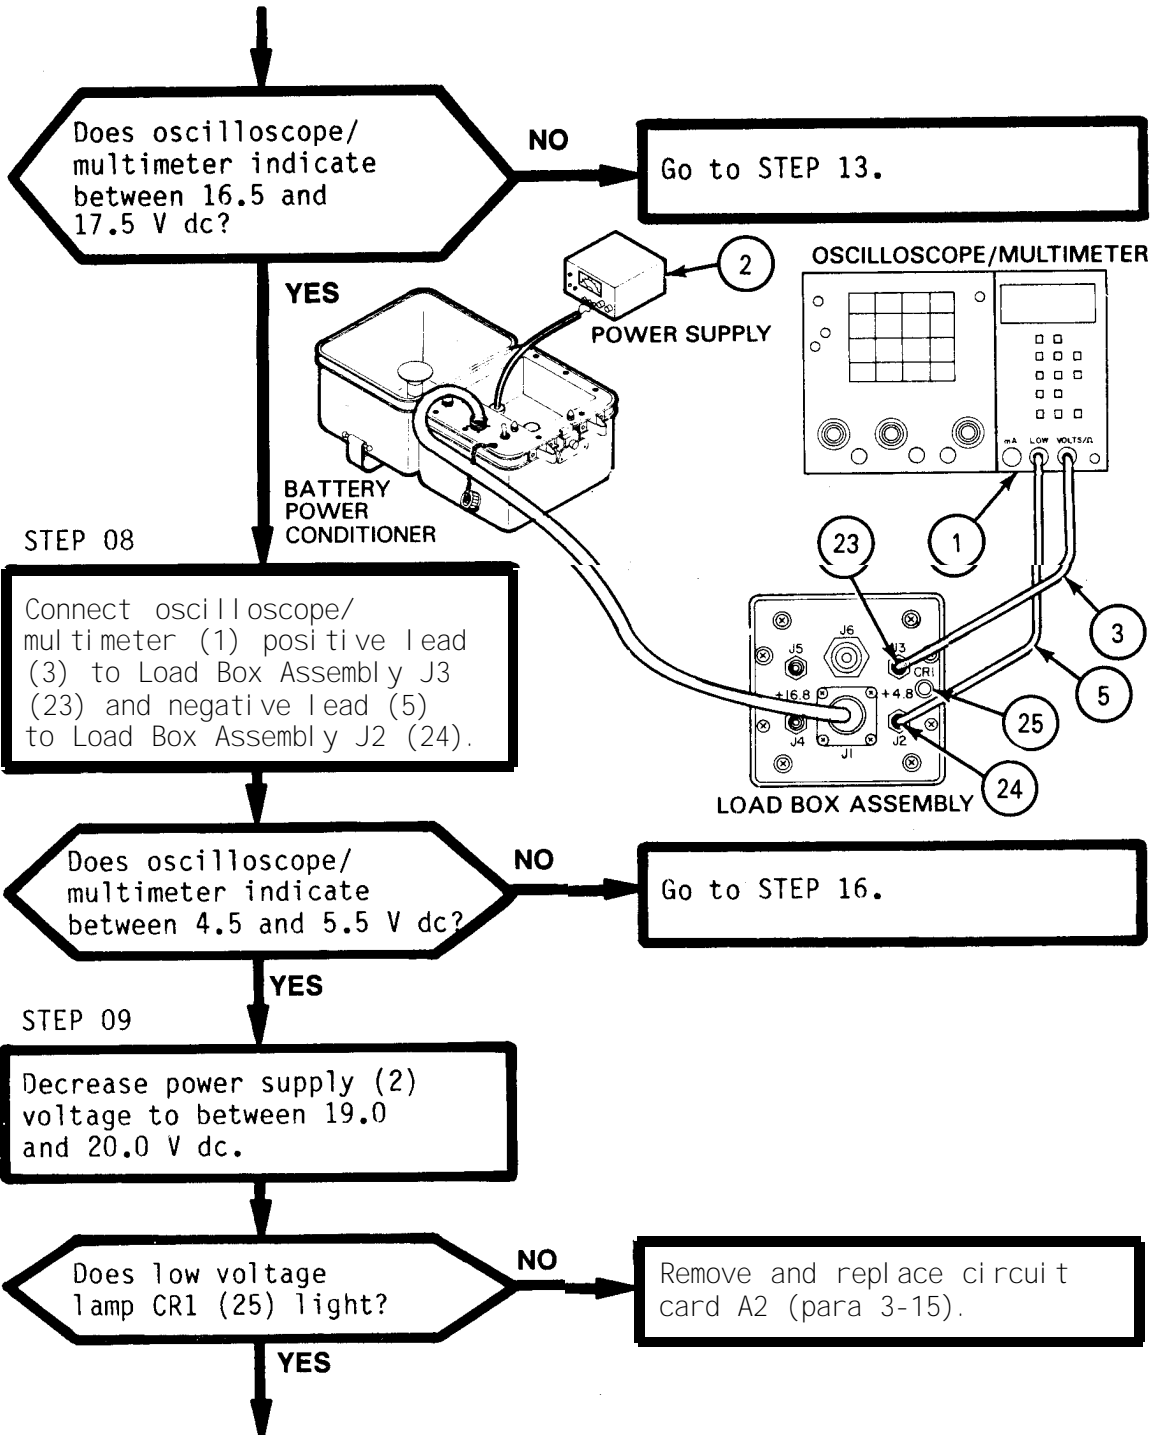 Does oscilloscope/
multimeter indicate
between 16.5 and
17.5 V dc?
NO
Go to STEP 13.
YES
2
POWER SUPPLY
OSCILLOSCOPE/MULTIMETER
mA LOW VOLTS/Ω
BATTERY
POWER
CONDITIONER
23
1
3
5
25
24
J6
J5
J3
CR1
+16.8
+4.8
J4
J1
J2
LOAD BOX ASSEMBLY
STEP 08
Connect oscilloscope/
multimeter (1) positive lead
(3) to Load Box Assembly J3
(23) and negative lead (5)
to Load Box Assembly J2 (24).
Does oscilloscope/
multimeter indicate
between 4.5 and 5.5 V dc?
NO
Go to STEP 16.
YES
STEP 09
Decrease power supply (2)
voltage to between 19.0
and 20.0 V dc.
Does low voltage
lamp CR1 (25) light?
NO
Remove and replace circuit
card A2 (para 3-15).
YES